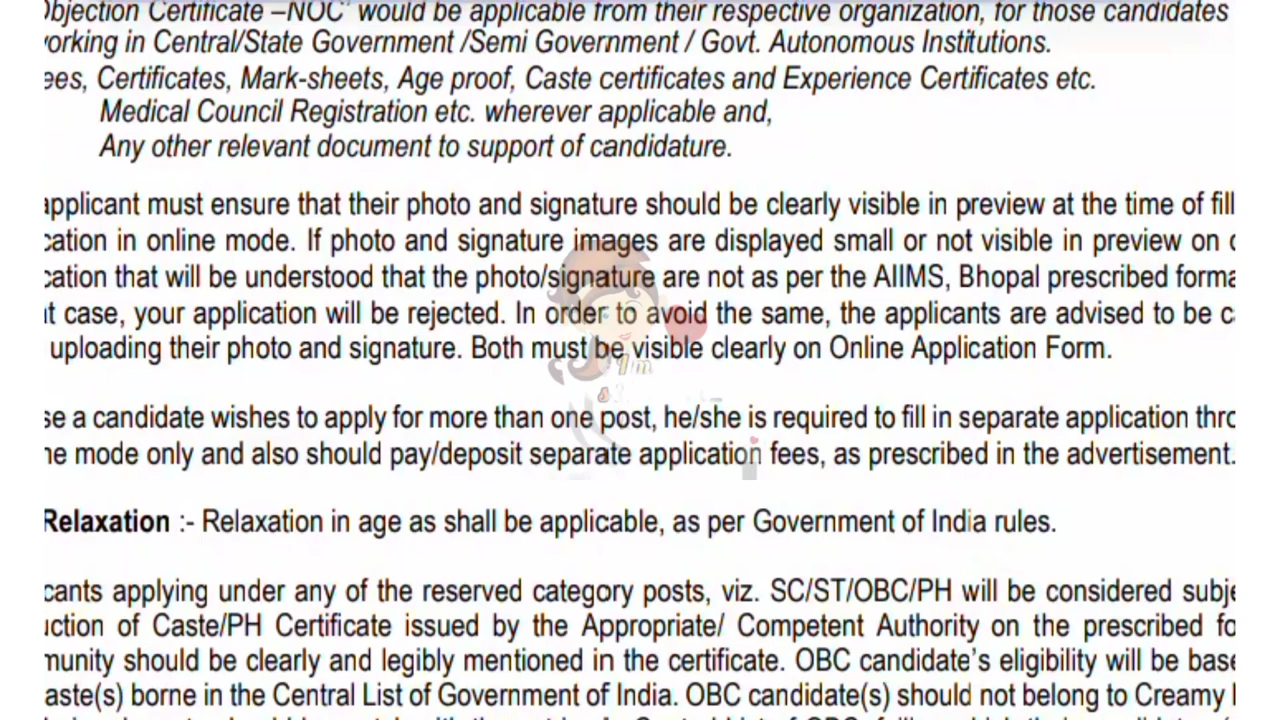 Objection Certificate –NOC' would be applicable from their respective organization, for those candidates
working in Central/State Government /Semi Government / Govt. Autonomous Institutions.
ees, Certificates, Mark-sheets, Age proof, Caste certificates and Experience Certificates etc.
Medical Council Registration etc. wherever applicable and,
Any other relevant document to support of candidature.
applicant must ensure that their photo and signature should be clearly visible in preview at the time of fill
cation in online mode. If photo and signature images are displayed small or not visible in preview on
cation that will be understood that the photo/signature are not as per the AIIMS, Bhopal prescribed forma
t case, your application will be rejected. In order to avoid the same, the applicants are advised to be c
uploading their photo and signature. Both must be visible clearly on Online Application Form.
I'm
se a candidate wishes to apply for more than one post, he/she is required to fill in separate application thro
ne mode only and also should pay/deposit separate application fees, as prescribed in the advertisement.
Relaxation :- Relaxation in age as shall be applicable, as per Government of India rules.
cants applying under any of the reserved category posts, viz. SC/ST/OBC/PH will be considered subje
uction of Caste/PH Certificate issued by the Appropriate/ Competent Authority on the prescribed fo
munity should be clearly and legibly mentioned in the certificate. OBC candidate's eligibility will be base
aste(s) borne in the Central List of Government of India. OBC candidate(s) should not belong to Creamy